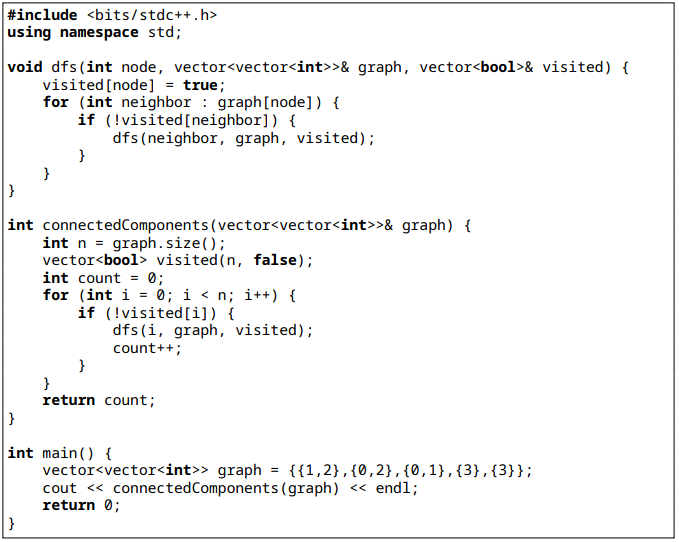 #include <bits/stdc++.h>
using namespace std;

void dfs(int node, vector<vector<int>>& graph, vector<bool>& visited) {
    visited[node] = true;
    for (int neighbor : graph[node]) {
        if (!visited[neighbor]) {
            dfs(neighbor, graph, visited);
        }
    }
}

int connectedComponents(vector<vector<int>>& graph) {
    int n = graph.size();
    vector<bool> visited(n, false);
    int count = 0;
    for (int i = 0; i < n; i++) {
        if (!visited[i]) {
            dfs(i, graph, visited);
            count++;
        }
    }
    return count;
}

int main() {
    vector<vector<int>> graph = {{1,2},{0,2},{0,1},{3},{3}};
    cout << connectedComponents(graph) << endl;
    return 0;
}